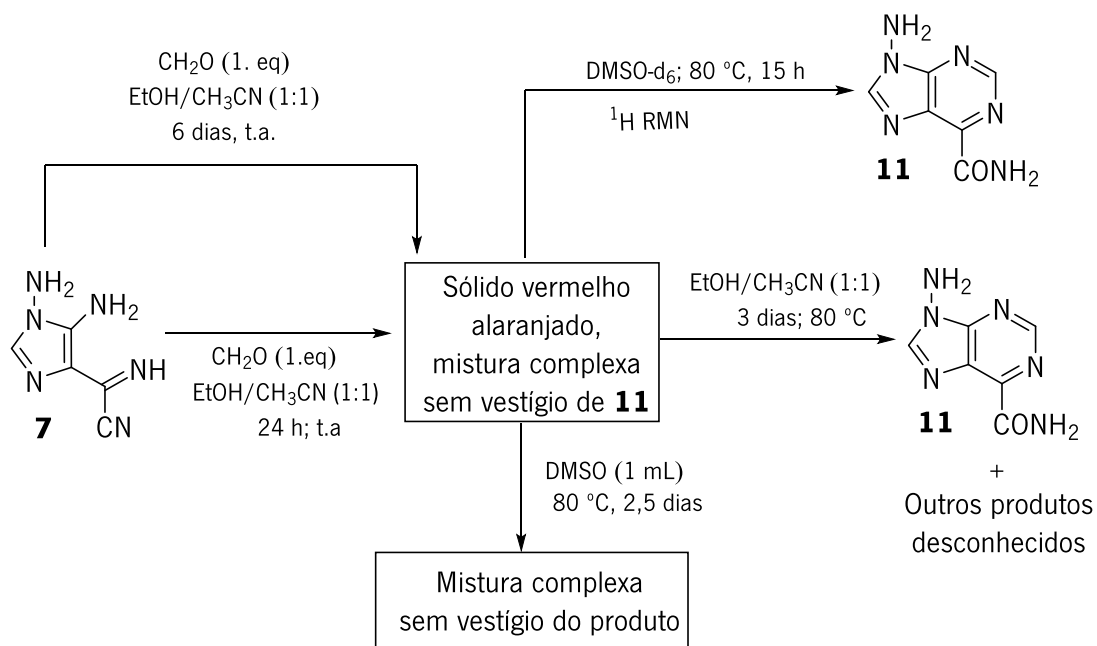 CH₂O (1. eq)
EtOH/CH₃CN (1:1)
6 dias, t.a.
DMSO-d₆; 80 ºC, 15 h
¹H RMN
NH₂
N
N
N
N
11
CONH₂
NH₂
N
NH₂
N
NH
CN
7
CH₂O (1.eq)
EtOH/CH₃CN (1:1)
24 h; t.a
Sólido vermelho
alaranjado,
mistura complexa
sem vestígio de 11
EtOH/CH₃CN (1:1)
3 dias; 80 ºC
NH₂
N
N
N
N
11
CONH₂
+
Outros produtos
desconhecidos
DMSO (1 mL)
80 ºC, 2,5 dias
Mistura complexa
sem vestígio do produto